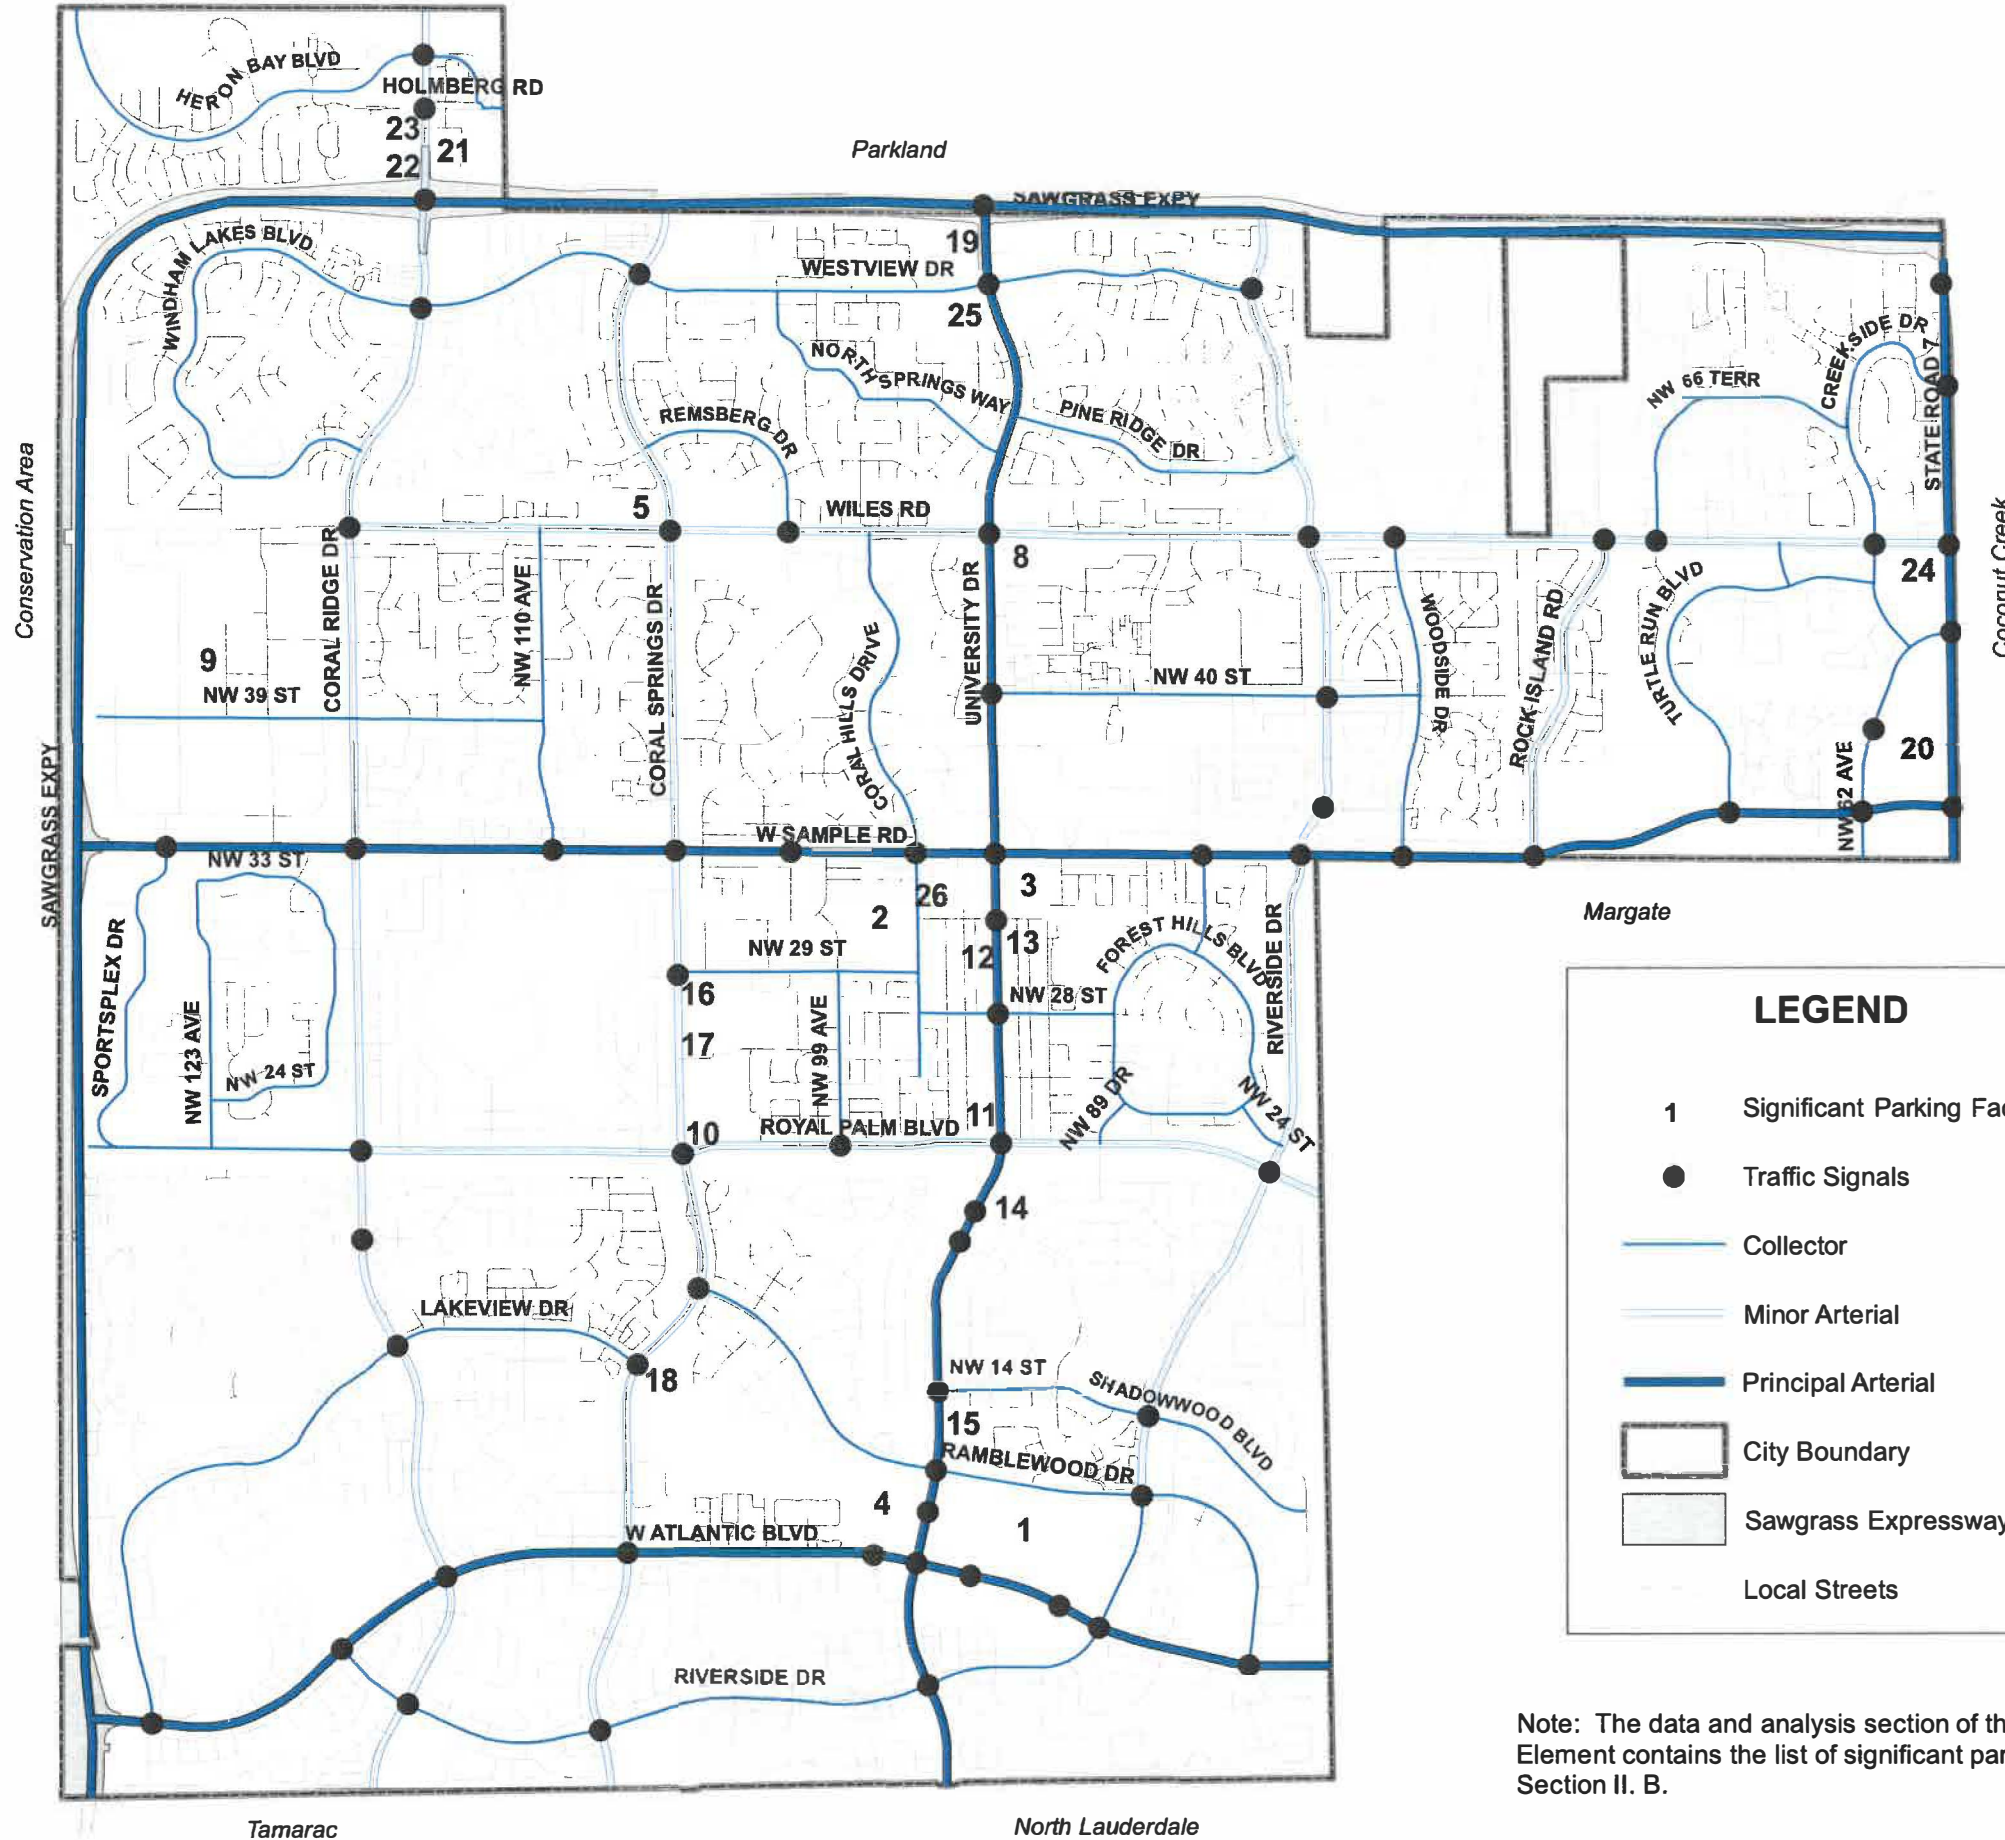 HERON BAY BLVD
HOLMBERG RD
23
21
22
Parkland
SAWGRASS EXPY
19
WINDHAM LAKES BLVD
WESTVIEW DR
25
NORTH SPRINGS WAY
PINE RIDGE DR
REMSBERG DR
NW 66 TERR
CREEKSIDE DR
STATE ROAD 7
Conservation Area
5
WILES RD
8
24
Coconut Creek
CORAL RIDGE DR
NW 110 AVE
CORAL SPRINGS DR
CORAL HILLS DRIVE
UNIVERSITY DR
WOODSIDE DR
ROCK ISLAND RD
TURTLE RUN BLVD
9
NW 39 ST
NW 40 ST
20
NW 62 AVE
SAWGRASS EXPY
W SAMPLE RD
NW 33 ST
3
26
2
Margate
SPORTSPLEX DR
NW 29 ST
12
13
FOREST HILLS BLVD
RIVERSIDE DR
16
NW 28 ST
NW 123 AVE
17
NW 99 AVE
NW 24 ST
NW 89 DR
NW 24 ST
10
ROYAL PALM BLVD
11
14
LAKEVIEW DR
18
NW 14 ST
SHADOWWOOD BLVD
15
RAMBLEWOOD DR
4
1
W ATLANTIC BLVD
RIVERSIDE DR
Tamarac
North Lauderdale
LEGEND
1 Significant Parking Fac
Traffic Signals
Collector
Minor Arterial
Principal Arterial
City Boundary
Sawgrass Expressway
Local Streets
Note: The data and analysis section of th
Element contains the list of significant par
Section II. B.